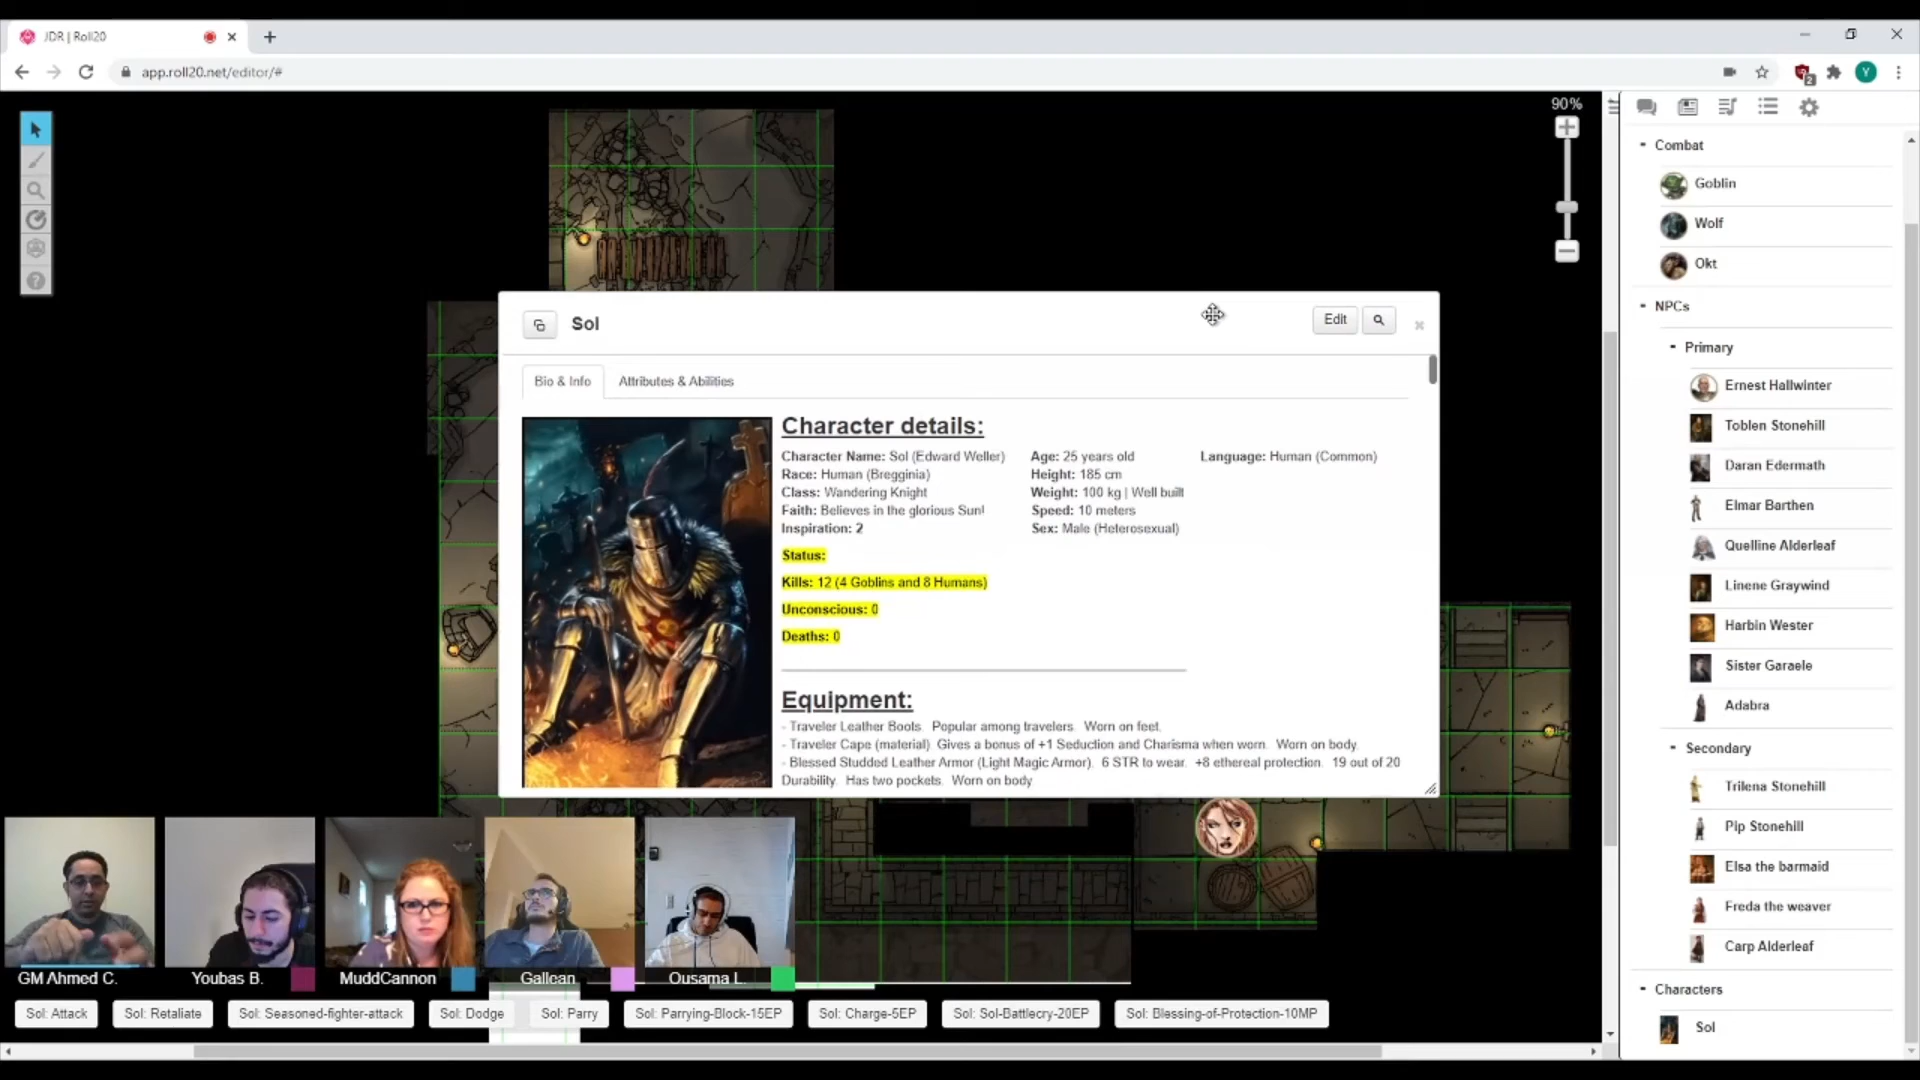 JDR | Roll20
app.roll20.net/editor/#
2
Y
90%
Sol
Edit
Bio & Info
Attributes & Abilities
Character details:
Character Name: Sol (Edward Weller)
Age: 25 years old
Language: Human (Common)
Race: Human (Bregginia)
Height: 185 cm
Class: Wandering Knight
Weight: 100 kg | Well built
Faith: Believes in the glorious Sun!
Speed: 10 meters
Inspiration: 2
Sex: Male (Heterosexual)
Status:
Kills: 12 (4 Goblins and 8 Humans)
Unconscious: 0
Deaths: 0
Equipment:
- Traveler Leather Boots. Popular among travelers. Worn on feet.
- Traveler Cape (material) Gives a bonus of +1 Seduction and Charisma when worn. Worn on body.
- Blessed Studded Leather Armor (Light Magic Armor). 6 STR to wear. +8 ethereal protection. 19 out of 20
Durability. Has two pockets. Worn on body
Combat
Goblin
Wolf
Okt
NPCs
Primary
Ernest Hallwinter
Toblen Stonehill
Daran Edermath
Elmar Barthen
Quelline Alderleaf
Linene Graywind
Harbin Wester
Sister Garaele
Adabra
Secondary
Trilena Stonehill
Pip Stonehill
Elsa the barmaid
Freda the weaver
Carp Alderleaf
Characters
Sol
GM Ahmed C.
Youbas B.
MuddCannon
Gallean
Ousama L.
Sol: Attack
Sol: Retaliate
Sol: Seasoned-fighter-attack
Sol: Dodge
Sol: Parry
Sol: Parrying-Block-15EP
Sol: Charge-5EP
Sol: Sol-Battlecry-20EP
Sol: Blessing-of-Protection-10MP